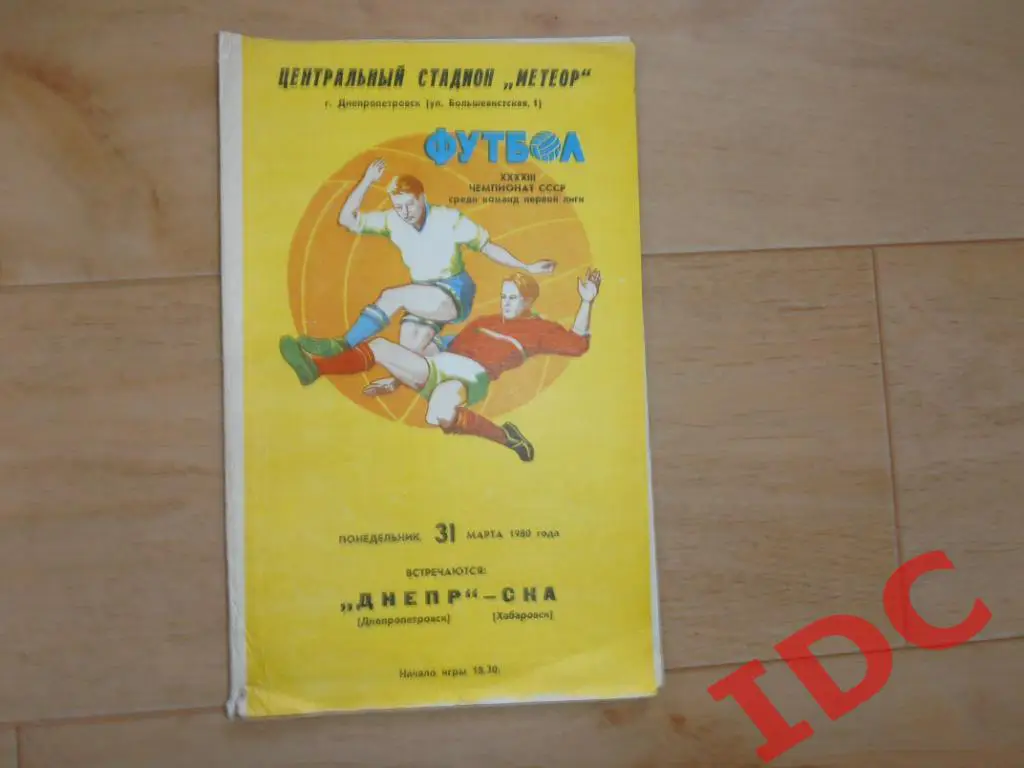 ЦЕНТРАЛЬНЫЙ СТАДИОН „МЕТЕОР“
г. Днепропетровск (ул. Большевистская, 1)
ФУТБОЛ
XXXXIII
ЧЕМПИОНАТ СССР
среди команд первой лиги
ПОНЕДЕЛЬНИК 31 МАРТА 1980 года
ВСТРЕЧАЮТСЯ:
„ДНЕПР“ – СКА
(Днепропетровск) (Хабаровск)
Начало игры 18.30.
IDC